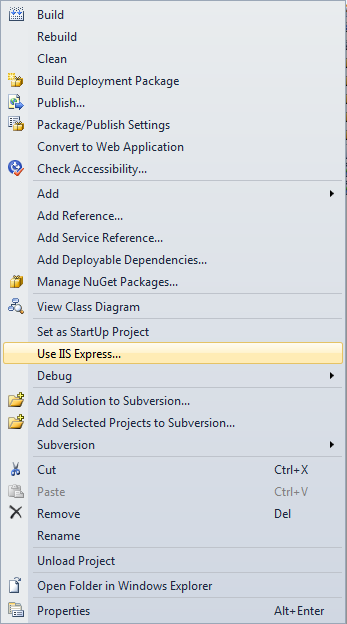 Build
Rebuild
Clean
Build Deployment Package
Publish...
Package/Publish Settings
Convert to Web Application
Check Accessibility...
Add
Add Reference...
Add Service Reference...
Add Deployable Dependencies...
Manage NuGet Packages...
View Class Diagram
Set as StartUp Project
Use IIS Express...
Debug
Add Solution to Subversion...
Add Selected Projects to Subversion...
Subversion
Cut Ctrl+X
Paste Ctrl+V
Remove Del
Rename
Unload Project
Open Folder in Windows Explorer
Properties Alt+Enter